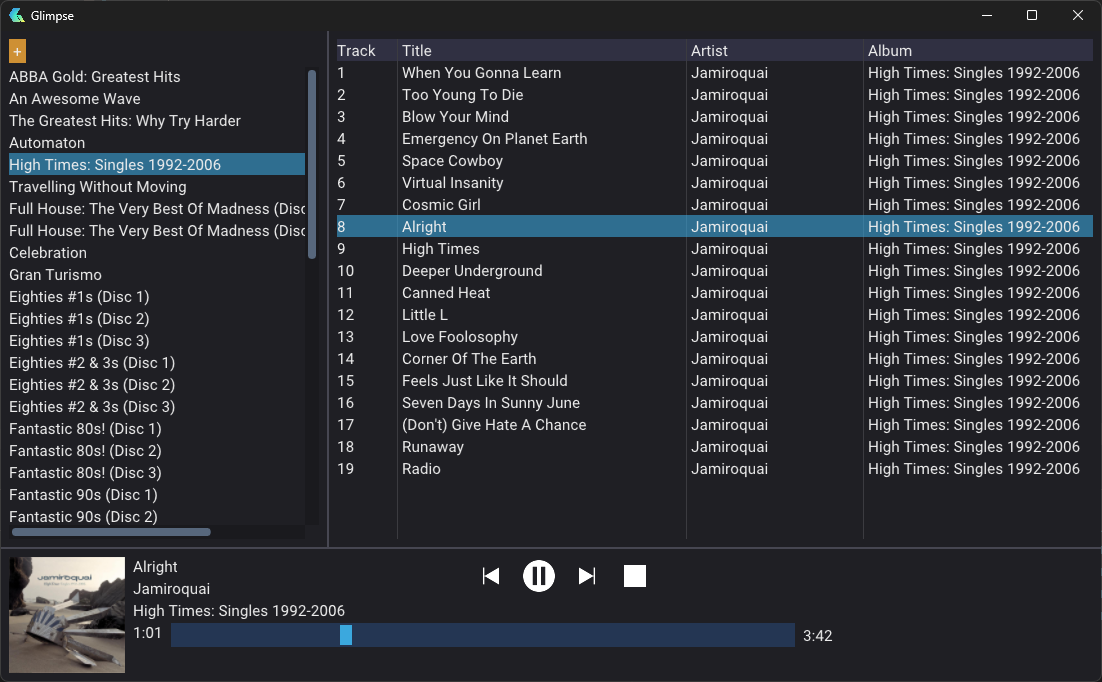 Glimpse
+
ABBA Gold: Greatest Hits
An Awesome Wave
The Greatest Hits: Why Try Harder
Automaton
High Times: Singles 1992-2006
Travelling Without Moving
Full House: The Very Best Of Madness (Disc
Full House: The Very Best Of Madness (Disc
Celebration
Gran Turismo
Eighties #1s (Disc 1)
Eighties #1s (Disc 2)
Eighties #1s (Disc 3)
Eighties #2 & 3s (Disc 1)
Eighties #2 & 3s (Disc 2)
Eighties #2 & 3s (Disc 3)
Fantastic 80s! (Disc 1)
Fantastic 80s! (Disc 2)
Fantastic 80s! (Disc 3)
Fantastic 90s (Disc 1)
Fantastic 90s (Disc 2)
Track Title Artist Album
1 When You Gonna Learn Jamiroquai High Times: Singles 1992-2006
2 Too Young To Die Jamiroquai High Times: Singles 1992-2006
3 Blow Your Mind Jamiroquai High Times: Singles 1992-2006
4 Emergency On Planet Earth Jamiroquai High Times: Singles 1992-2006
5 Space Cowboy Jamiroquai High Times: Singles 1992-2006
6 Virtual Insanity Jamiroquai High Times: Singles 1992-2006
7 Cosmic Girl Jamiroquai High Times: Singles 1992-2006
8 Alright Jamiroquai High Times: Singles 1992-2006
9 High Times Jamiroquai High Times: Singles 1992-2006
10 Deeper Underground Jamiroquai High Times: Singles 1992-2006
11 Canned Heat Jamiroquai High Times: Singles 1992-2006
12 Little L Jamiroquai High Times: Singles 1992-2006
13 Love Foolosophy Jamiroquai High Times: Singles 1992-2006
14 Corner Of The Earth Jamiroquai High Times: Singles 1992-2006
15 Feels Just Like It Should Jamiroquai High Times: Singles 1992-2006
16 Seven Days In Sunny June Jamiroquai High Times: Singles 1992-2006
17 (Don't) Give Hate A Chance Jamiroquai High Times: Singles 1992-2006
18 Runaway Jamiroquai High Times: Singles 1992-2006
19 Radio Jamiroquai High Times: Singles 1992-2006
jamiroquai
Alright
Jamiroquai
High Times: Singles 1992-2006
1:01 3:42